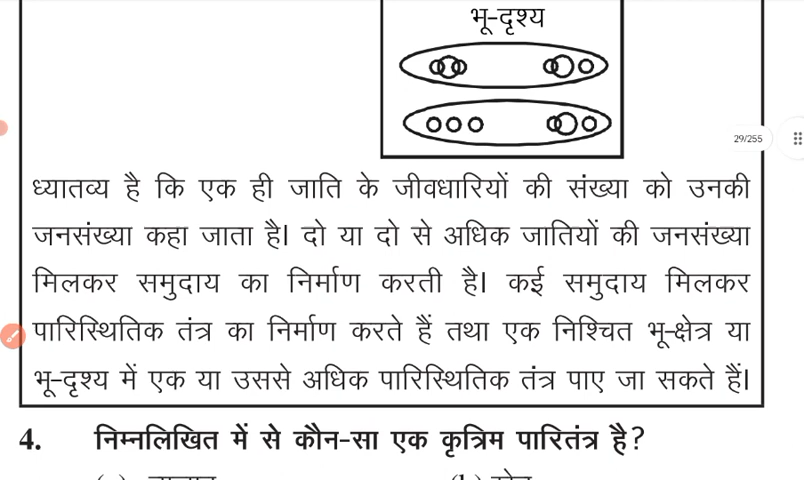 भू-दृश्य
29/255
ध्यातव्य है कि एक ही जाति के जीवधारियों की संख्या को उनकी
जनसंख्या कहा जाता है। दो या दो से अधिक जातियों की जनसंख्या
मिलकर समुदाय का निर्माण करती है। कई समुदाय मिलकर
पारिस्थितिक तंत्र का निर्माण करते हैं तथा एक निश्चित भू-क्षेत्र या
भू-दृश्य में एक या उससे अधिक पारिस्थितिक तंत्र पाए जा सकते हैं।
4. निम्नलिखित में से कौन-सा एक कृत्रिम पारितंत्र है?